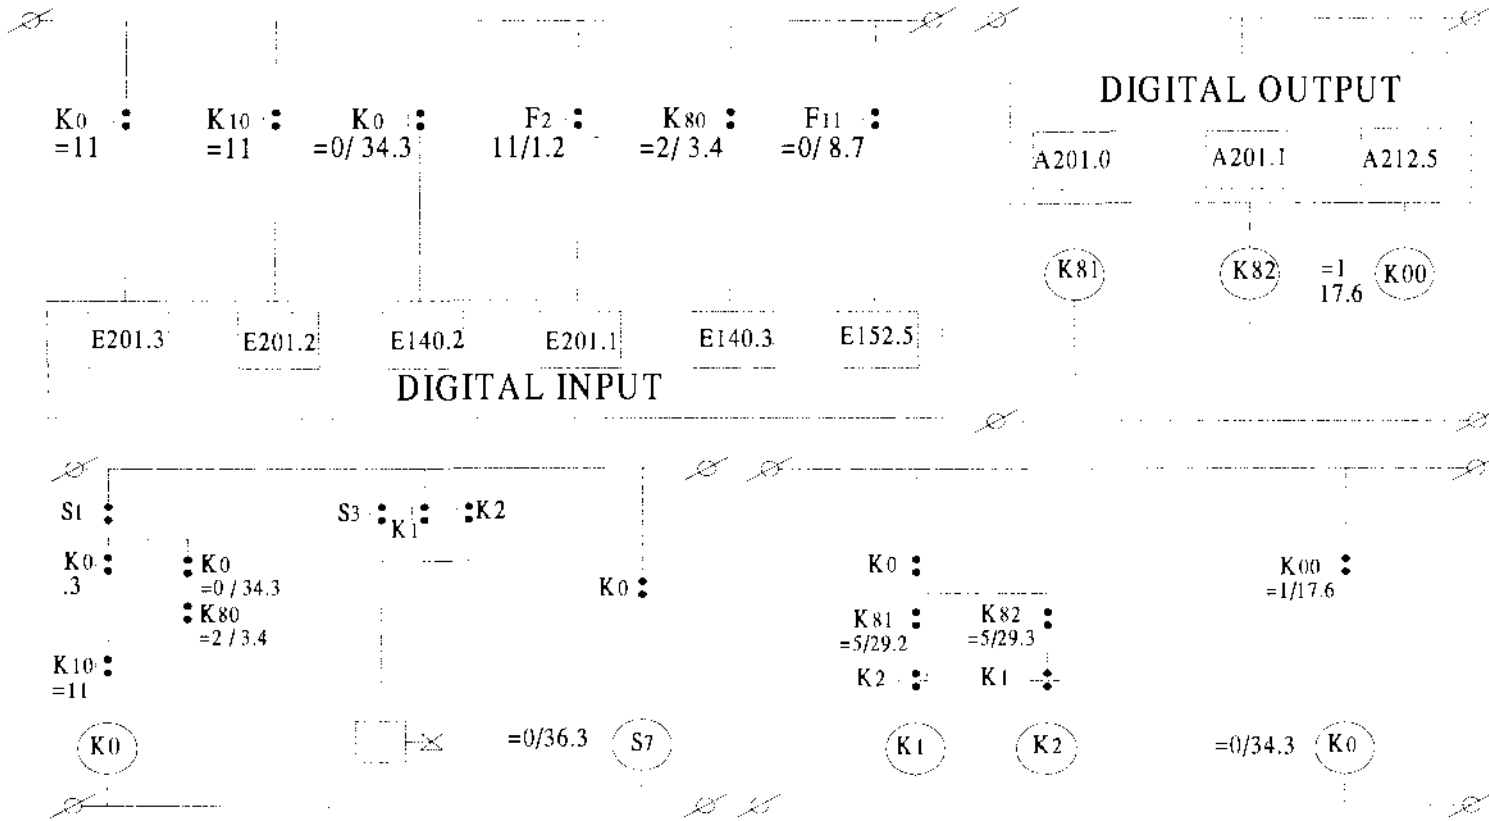 DIGITAL OUTPUT
K0 K10 K0 F2 K80 F11
=11 =11 =0/ 34.3 11/1.2 =2/ 3.4 =0/ 8.7
A201.0 A201.1 A212.5
K81 K82 =1 K00
17.6
E201.3 E201.2 E140.2 E201.1 E140.3 E152.5
DIGITAL INPUT
S1 S3 K1 K2
K0 K0 K0 K00
.3 =0 / 34.3 K0 =1/17.6
K80 K81 K82
=2 / 3.4 =5/29.2 =5/29.3
K10 K2 K1
=11
K0 =0/36.3 S7 K1 K2 =0/34.3 K0